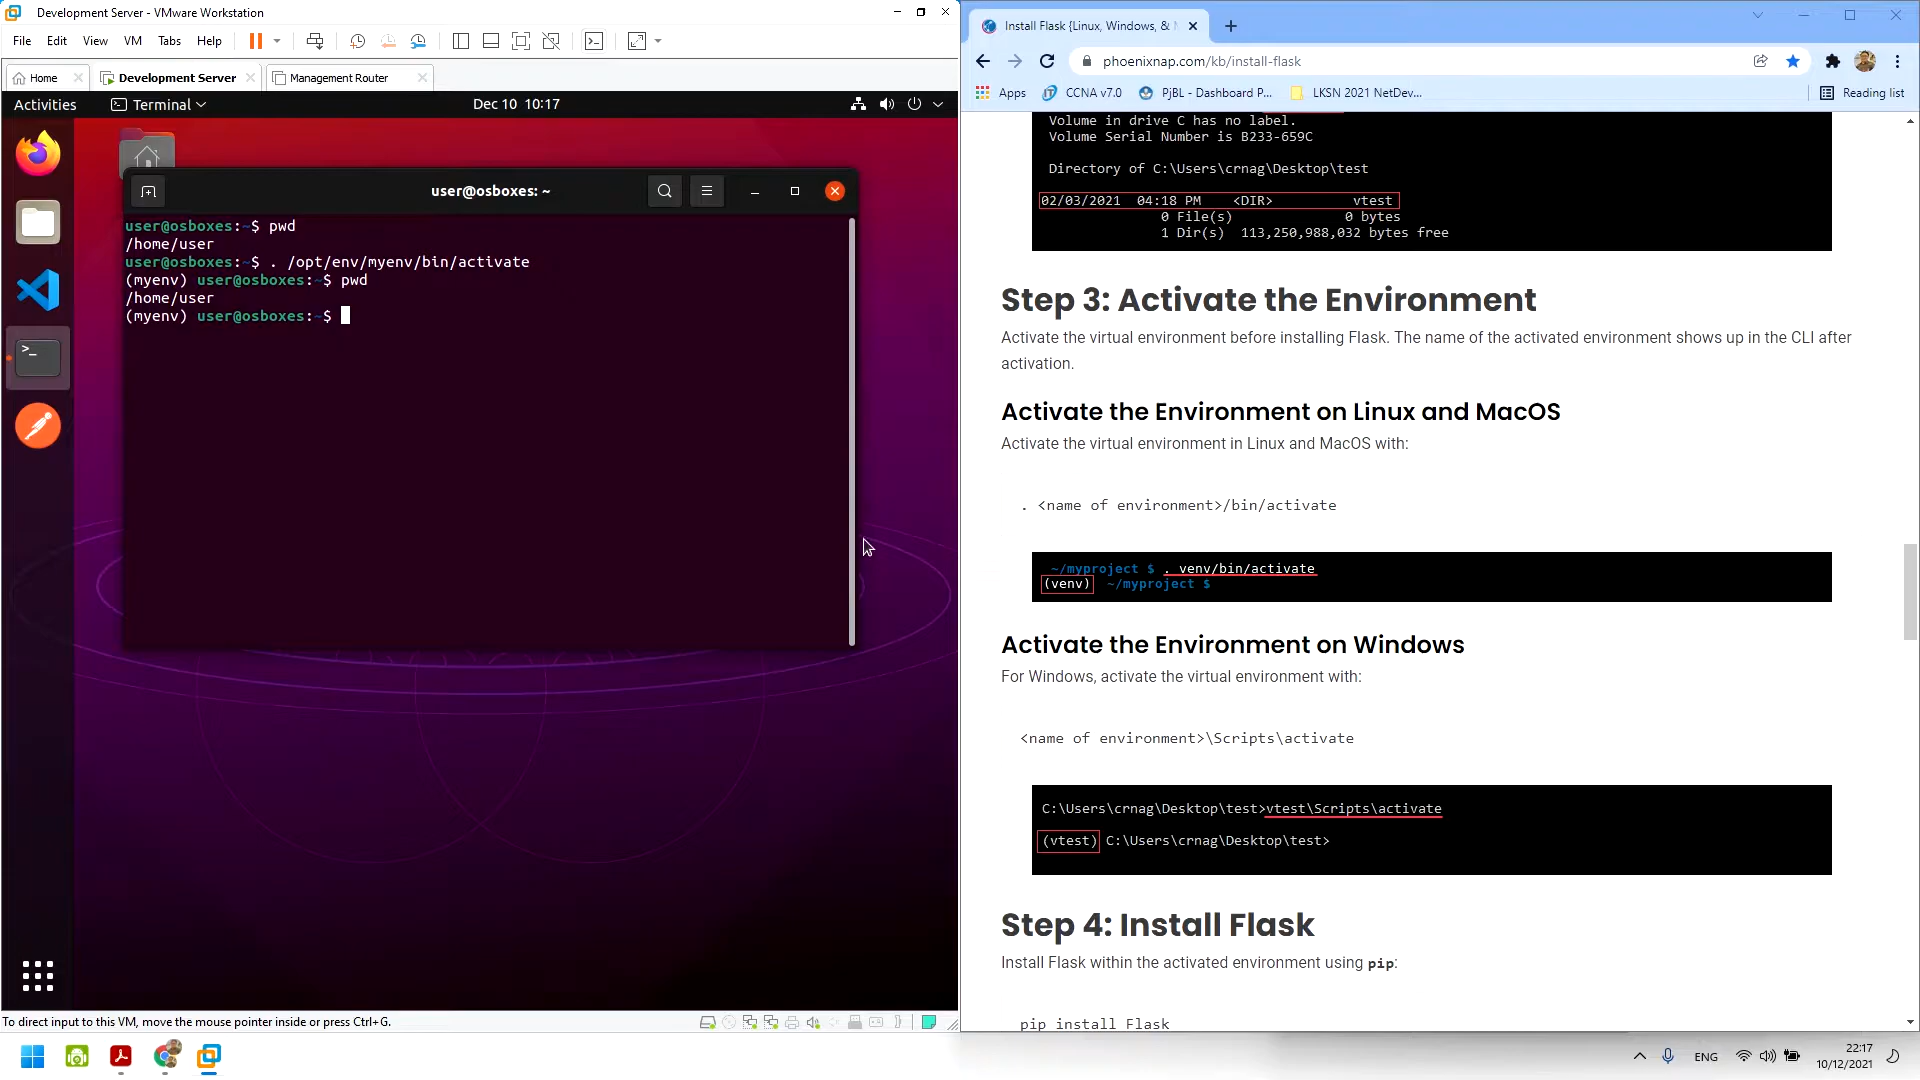 Development Server - VMware Workstation
File Edit View VM Tabs Help
Home Development Server Management Router
Activities Terminal Dec 10 10:17
user@osboxes: ~
user@osboxes:~$ pwd
/home/user
user@osboxes:~$ . /opt/env/myenv/bin/activate
(myenv) user@osboxes:~$ pwd
/home/user
(myenv) user@osboxes:~$
To direct input to this VM, move the mouse pointer inside or press Ctrl+G.
Install Flask {Linux, Windows, &
phoenixnap.com/kb/install-flask
Apps CCNA v7.0 PjBL - Dashboard P... LKSN 2021 NetDev... Reading list
Volume in drive C has no label.
Volume Serial Number is B233-659C
Directory of C:\Users\crnag\Desktop\test
02/03/2021 04:18 PM <DIR> vtest
0 File(s) 0 bytes
1 Dir(s) 113,250,988,032 bytes free
Step 3: Activate the Environment
Activate the virtual environment before installing Flask. The name of the activated environment shows up in the CLI after
activation.
Activate the Environment on Linux and MacOS
Activate the virtual environment in Linux and MacOS with:
. <name of environment>/bin/activate
~/myproject $ . venv/bin/activate
(venv) ~/myproject $
Activate the Environment on Windows
For Windows, activate the virtual environment with:
<name of environment>\Scripts\activate
C:\Users\crnag\Desktop\test>vtest\Scripts\activate
(vtest) C:\Users\crnag\Desktop\test>
Step 4: Install Flask
Install Flask within the activated environment using pip:
pip install Flask
ENG
22:17
10/12/2021